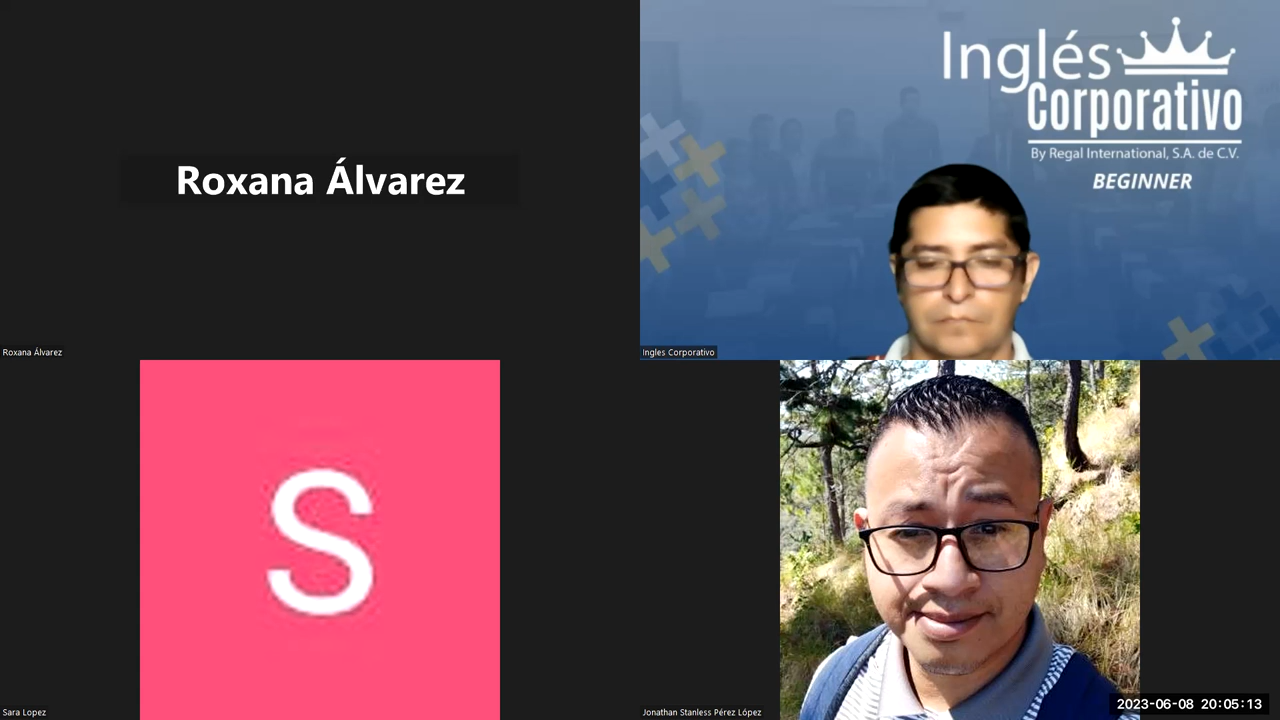 Roxana Álvarez
Roxana Álvarez
Inglés
Corporativo
By Regal International, S.A. de C.V.
BEGINNER
Ingles Corporativo
S
Sara Lopez
Jonathan Stanless Pérez López
2023-06-08 20:05:13